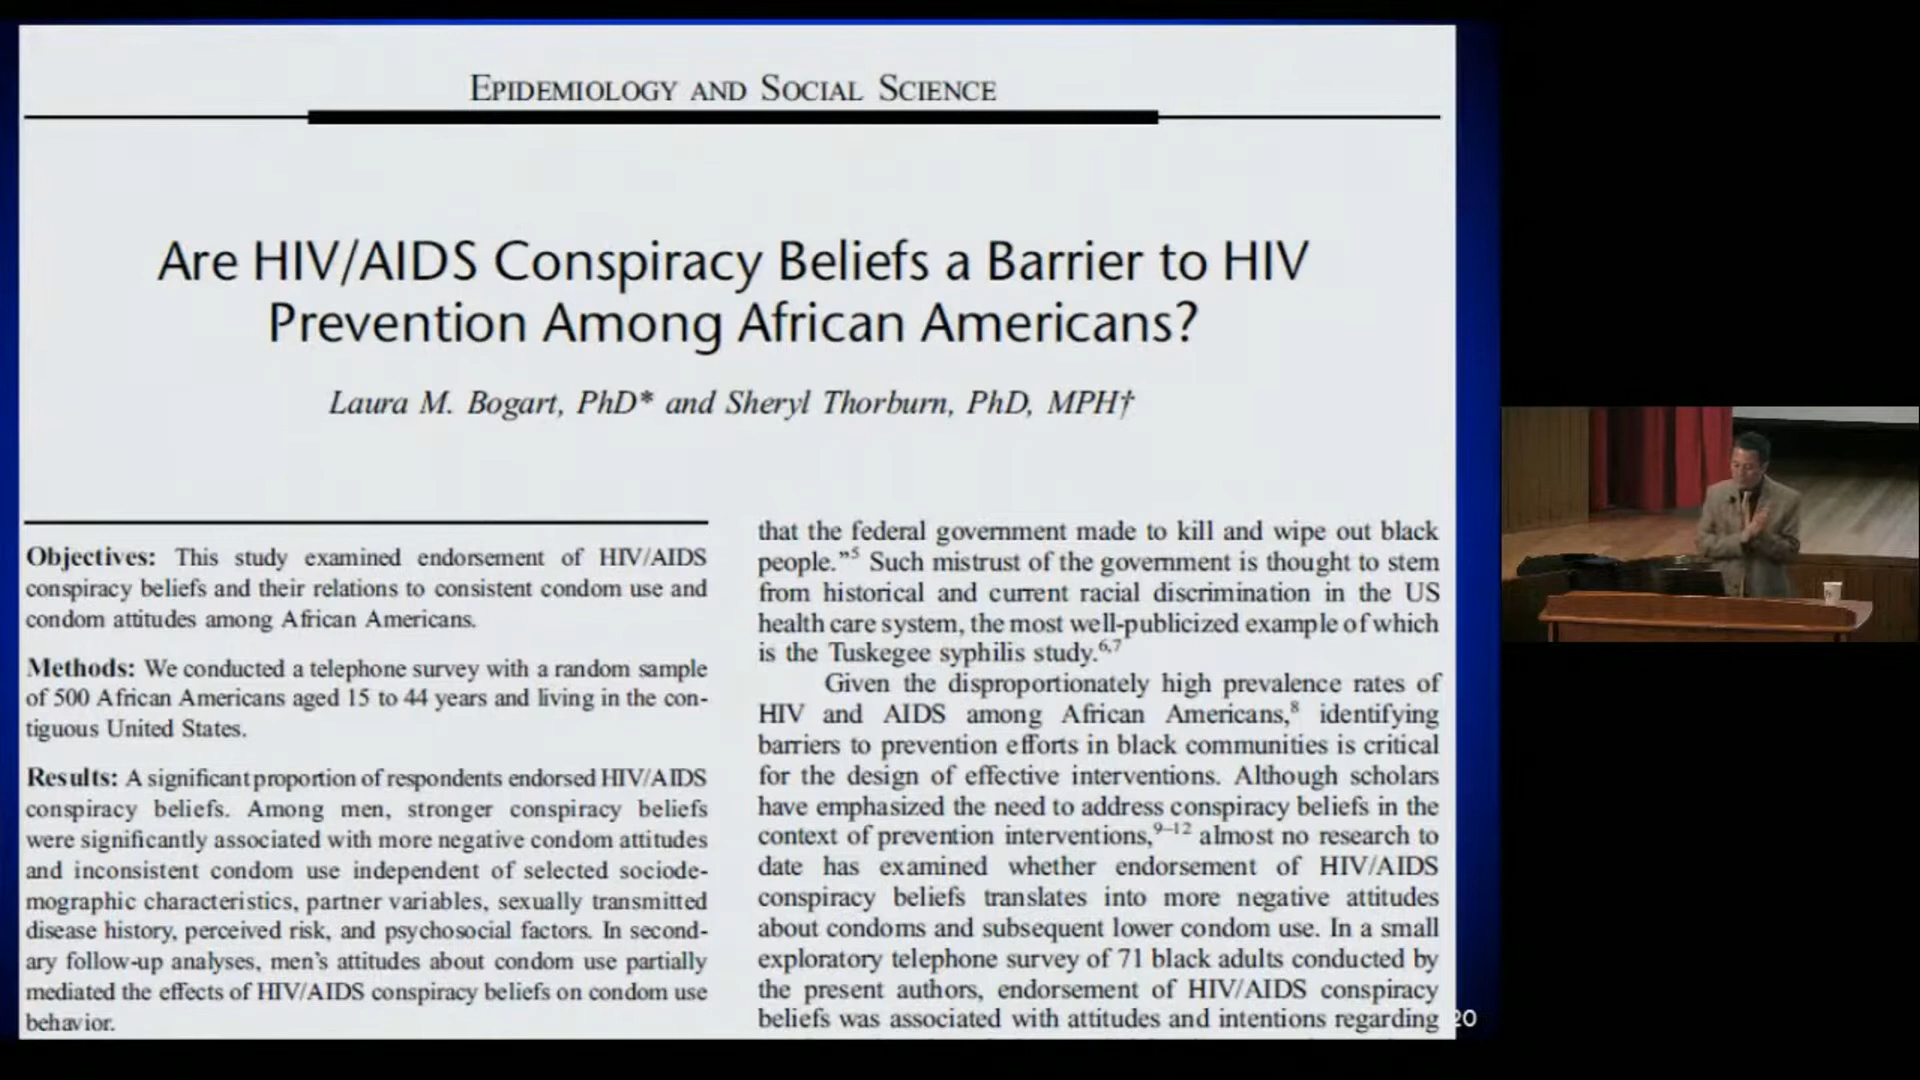 EPIDEMIOLOGY AND SOCIAL SCIENCE
Are HIV/AIDS Conspiracy Beliefs a Barrier to HIV
Prevention Among African Americans?
Laura M. Bogart, PhD* and Sheryl Thorburn, PhD, MPH†
Objectives: This study examined endorsement of HIV/AIDS
conspiracy beliefs and their relations to consistent condom use and
condom attitudes among African Americans.
Methods: We conducted a telephone survey with a random sample
of 500 African Americans aged 15 to 44 years and living in the con-
tiguous United States.
Results: A significant proportion of respondents endorsed HIV/AIDS
conspiracy beliefs. Among men, stronger conspiracy beliefs
were significantly associated with more negative condom attitudes
and inconsistent condom use independent of selected sociode-
mographic characteristics, partner variables, sexually transmitted
disease history, perceived risk, and psychosocial factors. In second-
ary follow-up analyses, men's attitudes about condom use partially
mediated the effects of HIV/AIDS conspiracy beliefs on condom use
behavior.
that the federal government made to kill and wipe out black
people.”5 Such mistrust of the government is thought to stem
from historical and current racial discrimination in the US
health care system, the most well-publicized example of which
is the Tuskegee syphilis study.6,7
Given the disproportionately high prevalence rates of
HIV and AIDS among African Americans,8 identifying
barriers to prevention efforts in black communities is critical
for the design of effective interventions. Although scholars
have emphasized the need to address conspiracy beliefs in the
context of prevention interventions,9–12 almost no research to
date has examined whether endorsement of HIV/AIDS
conspiracy beliefs translates into more negative attitudes
about condoms and subsequent lower condom use. In a small
exploratory telephone survey of 71 black adults conducted by
the present authors, endorsement of HIV/AIDS conspiracy
beliefs was associated with attitudes and intentions regarding
20